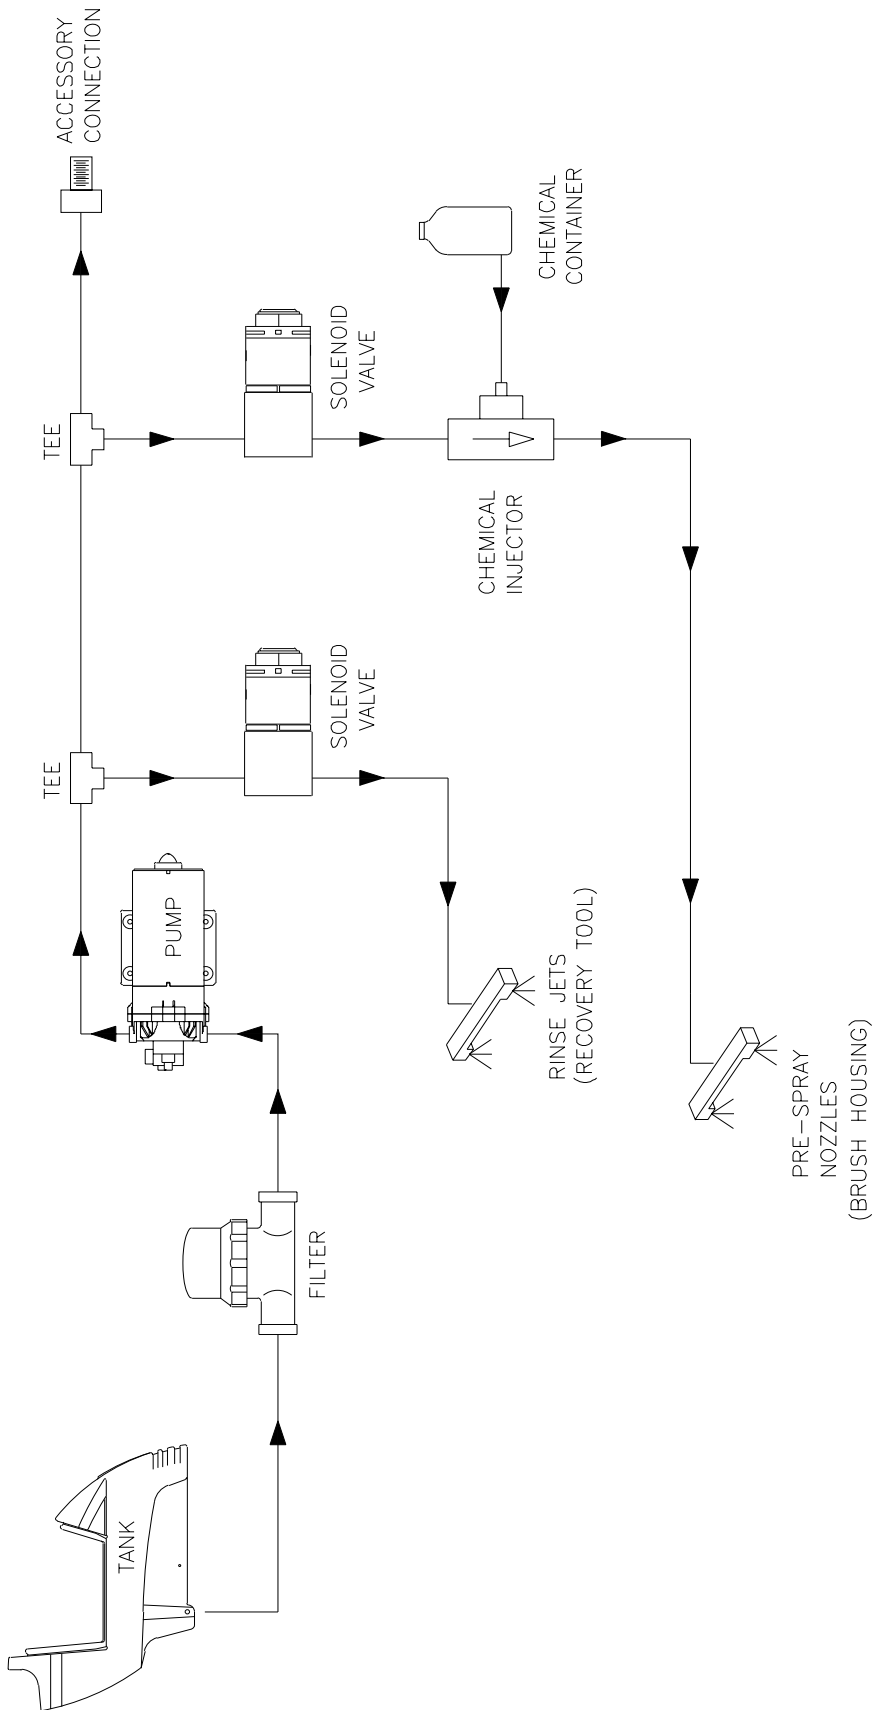 TANK
FILTER
PUMP
TEE
TEE
ACCESSORY
CONNECTION
SOLENOID
VALVE
SOLENOID
VALVE
RINSE JETS
(RECOVERY TOOL)
CHEMICAL
INJECTOR
CHEMICAL
CONTAINER
PRE-SPRAY
NOZZLES
(BRUSH HOUSING)